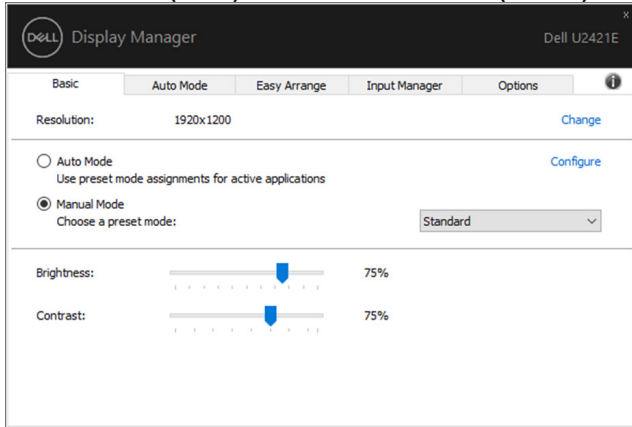 DELL Display Manager
Dell U2421E
x
Basic Auto Mode Easy Arrange Input Manager Options i
Resolution: 1920x1200 Change
Auto Mode Configure
Use preset mode assignments for active applications
Manual Mode
Choose a preset mode: Standard
Brightness: 75%
Contrast: 75%